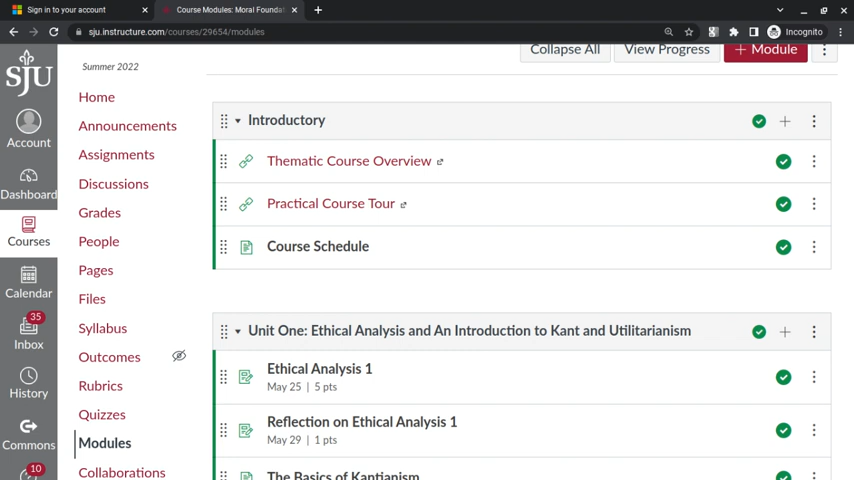 Sign in to your account
Course Modules: Moral Founda
sju.instructure.com/courses/29654/modules
Incognito
SJU
Account
Dashboard
Courses
Calendar
35
Inbox
History
Commons
10
Summer 2022
Home
Announcements
Assignments
Discussions
Grades
People
Pages
Files
Syllabus
Outcomes
Rubrics
Quizzes
Modules
Collaborations
Collapse All
View Progress
+ Module
Introductory
Thematic Course Overview
Practical Course Tour
Course Schedule
Unit One: Ethical Analysis and An Introduction to Kant and Utilitarianism
Ethical Analysis 1
May 25 | 5 pts
Reflection on Ethical Analysis 1
May 29 | 1 pts
The Basics of Kantianism